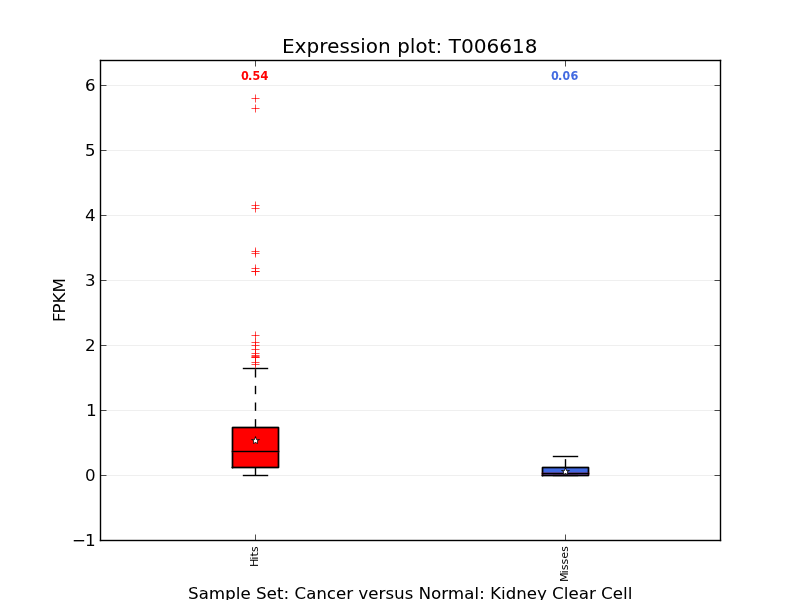 Expression plot: T006618
0.54
0.06
6
5
4
3
2
1
0
−1
FPKM
Hits
Misses
Sample Set: Cancer versus Normal: Kidney Clear Cell